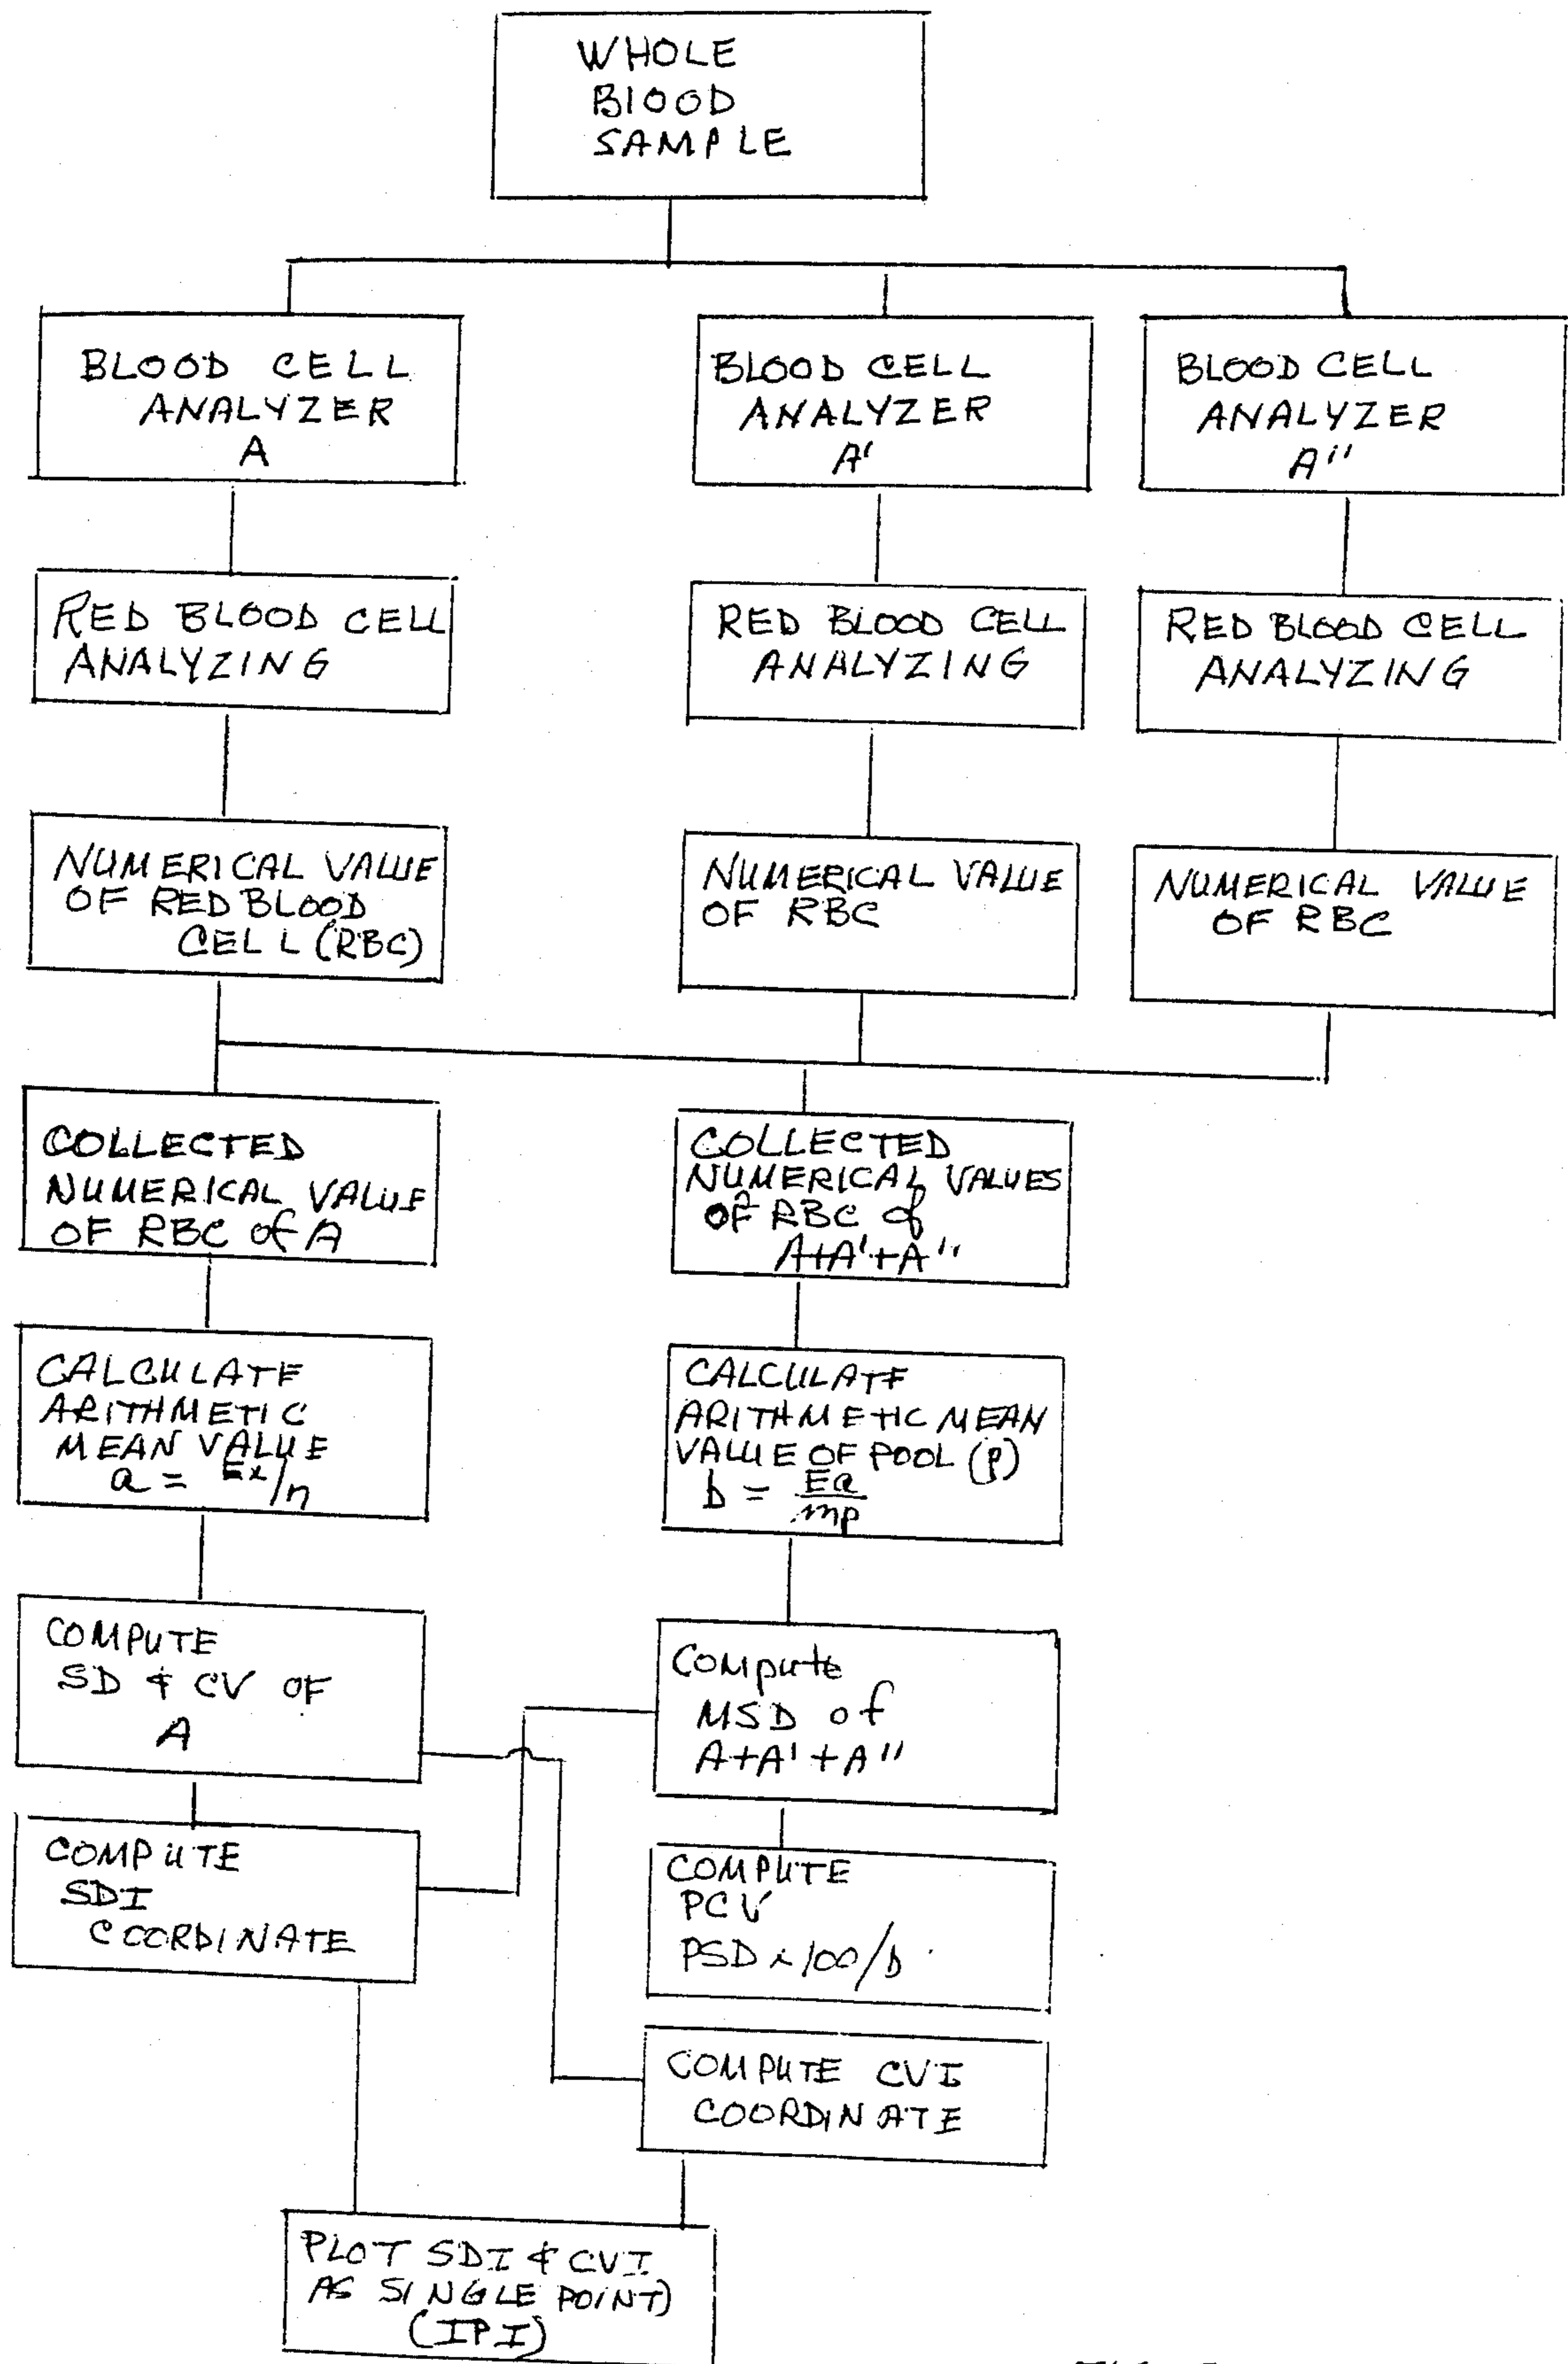 WHOLE
BlOOD
SAMPLE
BLOOD CELL
ANALYZER
A
BLOOD CELL
ANALYZER
A'
BLOOD CELL
ANALYZER
A''
RED BLOOD CELL
ANALYZING
RED BLOOD CELL
ANALYZING
RED BLOOD CELL
ANALYZING
NUMERICAL VALUE
OF RED BLOOD
CELL (RBC)
NUMERICAL VALUE
OF RBC
NUMERICAL VALUE
OF RBC
COLLECTED
NUMERICAL VALUE
OF RBC of A
COLLECTED
NUMERICAL VALUES
OF RBC of
A+A'+A''
CALCULATE
ARITHMETIC
MEAN VALUE
a = Ex/n
CALCULATE
ARITHMETIC MEAN
VALUE OF POOL (p)
b = Ea
mp
COMPUTE
SD & CV OF
A
Compute
MSD of
A+A'+A''
COMPUTE
SDI
COORDINATE
COMPUTE
PCV
PSD x 100/b
COMPUTE CVI
COORDINATE
PLOT SDI & CVI
AS SINGLE POINT)
(IPI)